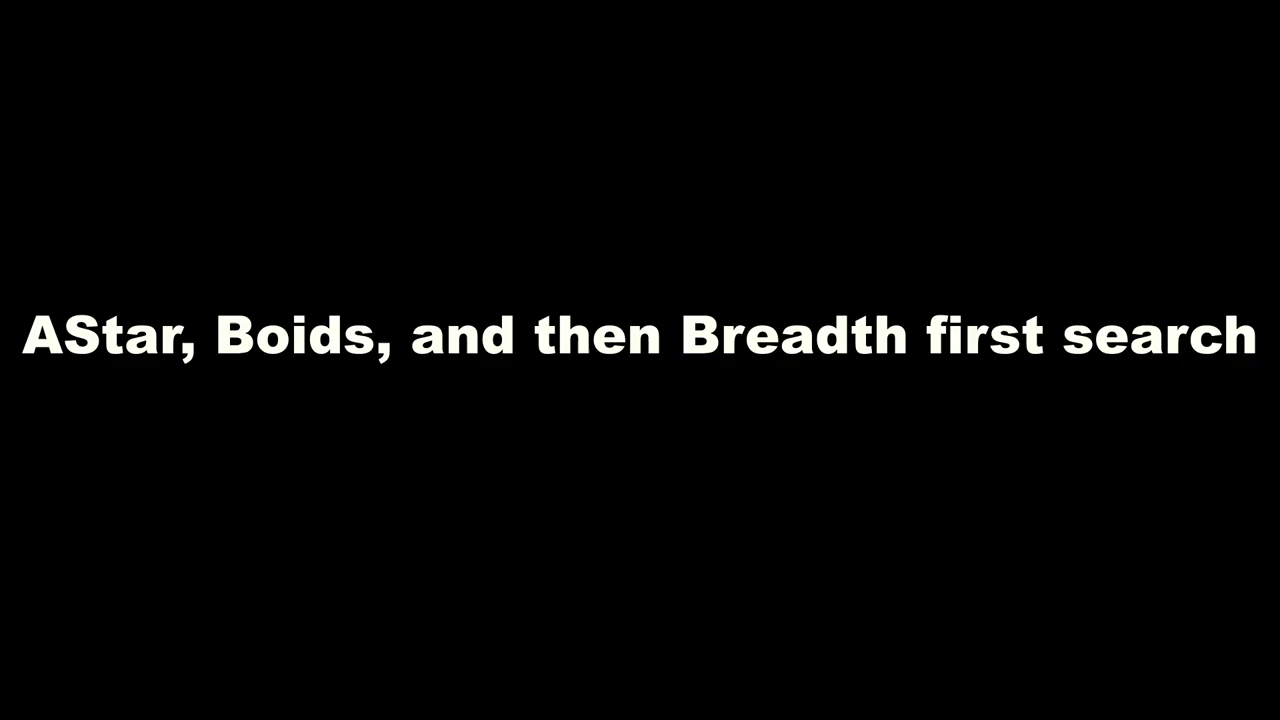 AStar, Boids, and then Breadth first search